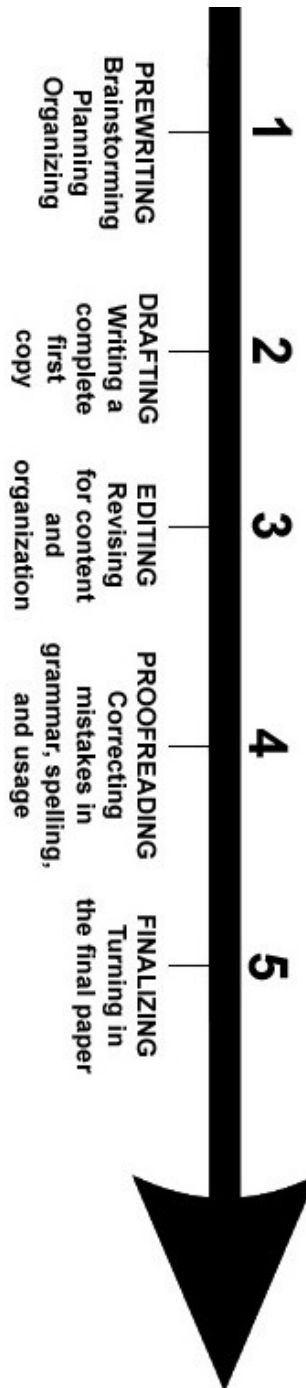 1
PREWRITING
Brainstorming
Planning
Organizing
2
DRAFTING
Writing a
complete
first
copy
3
EDITING
Revising
for content
and
organization
4
PROOFREADING
Correcting
mistakes in
grammar, spelling,
and usage
5
FINALIZING
Turning in
the final paper